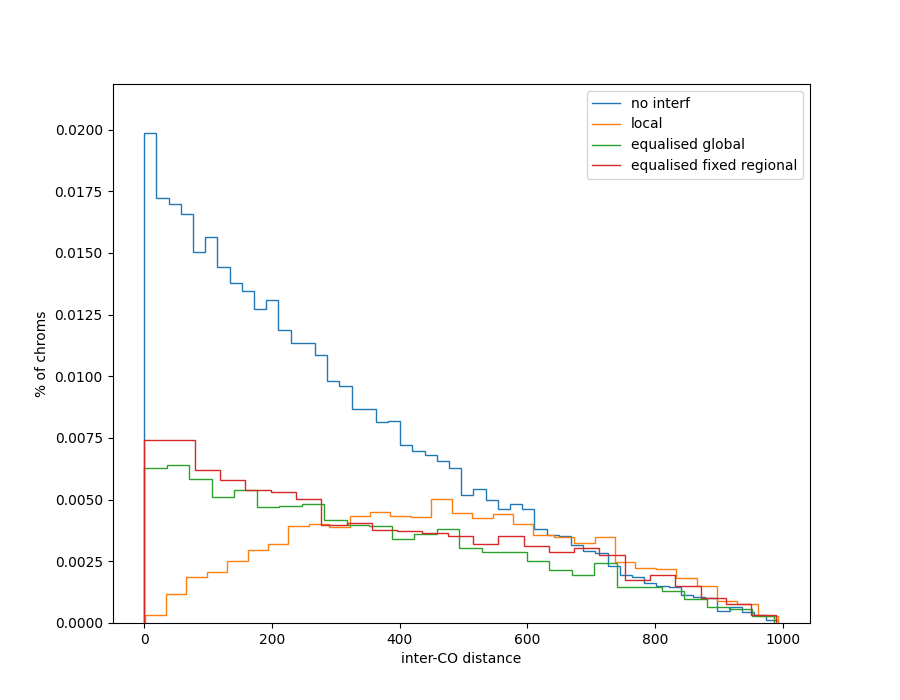 no interf
local
equalised global
equalised fixed regional
0.0200
0.0175
0.0150
0.0125
0.0100
0.0075
0.0050
0.0025
0.0000
% of chroms
0 200 400 600 800 1000
inter-CO distance